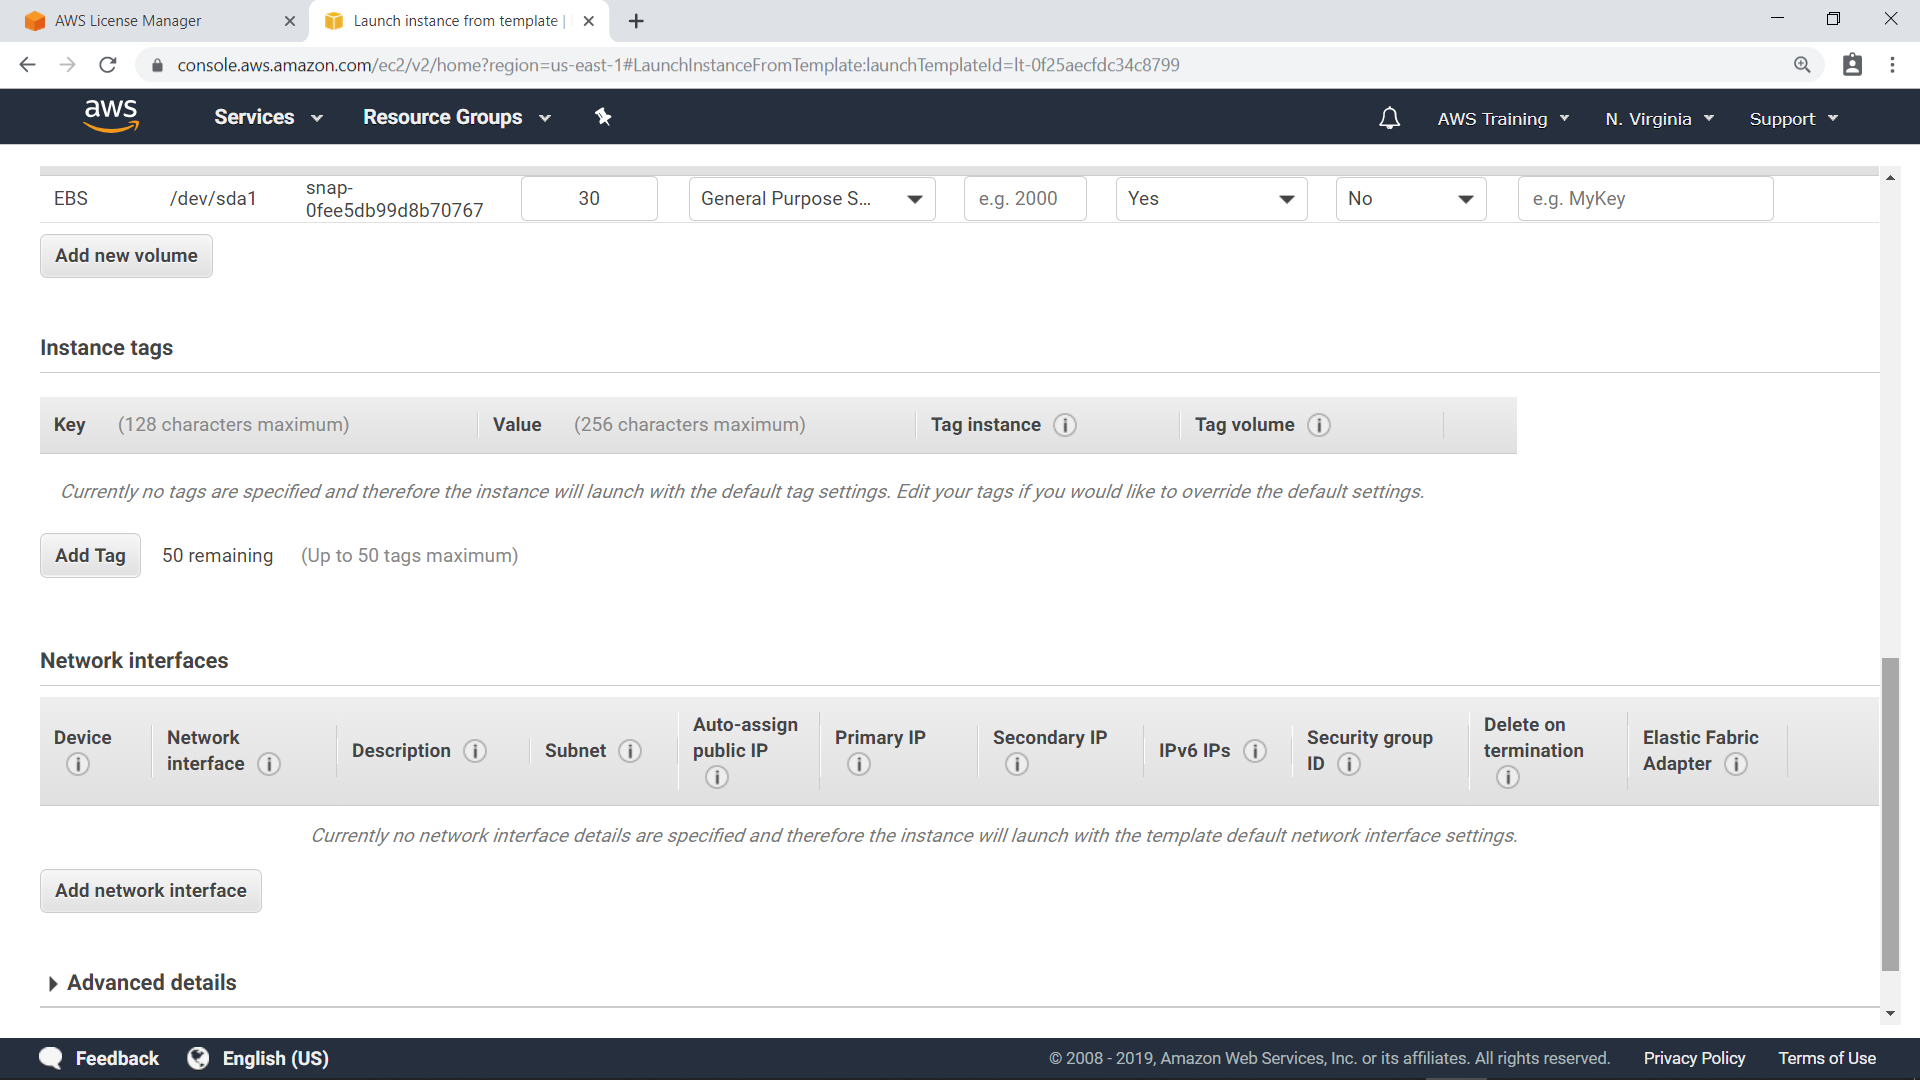 AWS License Manager
Launch instance from template |
console.aws.amazon.com/ec2/v2/home?region=us-east-1#LaunchInstanceFromTemplate:launchTemplateId=lt-0f25aecfdc34c8799
aws Services Resource Groups AWS Training N. Virginia Support
EBS /dev/sda1 snap-0fee5db99d8b70767 30 General Purpose S... e.g. 2000 Yes No e.g. MyKey
Add new volume
Instance tags
Key (128 characters maximum) Value (256 characters maximum) Tag instance i Tag volume i
Currently no tags are specified and therefore the instance will launch with the default tag settings. Edit your tags if you would like to override the default settings.
Add Tag 50 remaining (Up to 50 tags maximum)
Network interfaces
Device i Network interface i Description i Subnet i Auto-assign public IP i Primary IP i Secondary IP i IPv6 IPs i Security group ID i Delete on termination i Elastic Fabric Adapter i
Currently no network interface details are specified and therefore the instance will launch with the template default network interface settings.
Add network interface
Advanced details
Feedback English (US) © 2008 - 2019, Amazon Web Services, Inc. or its affiliates. All rights reserved. Privacy Policy Terms of Use